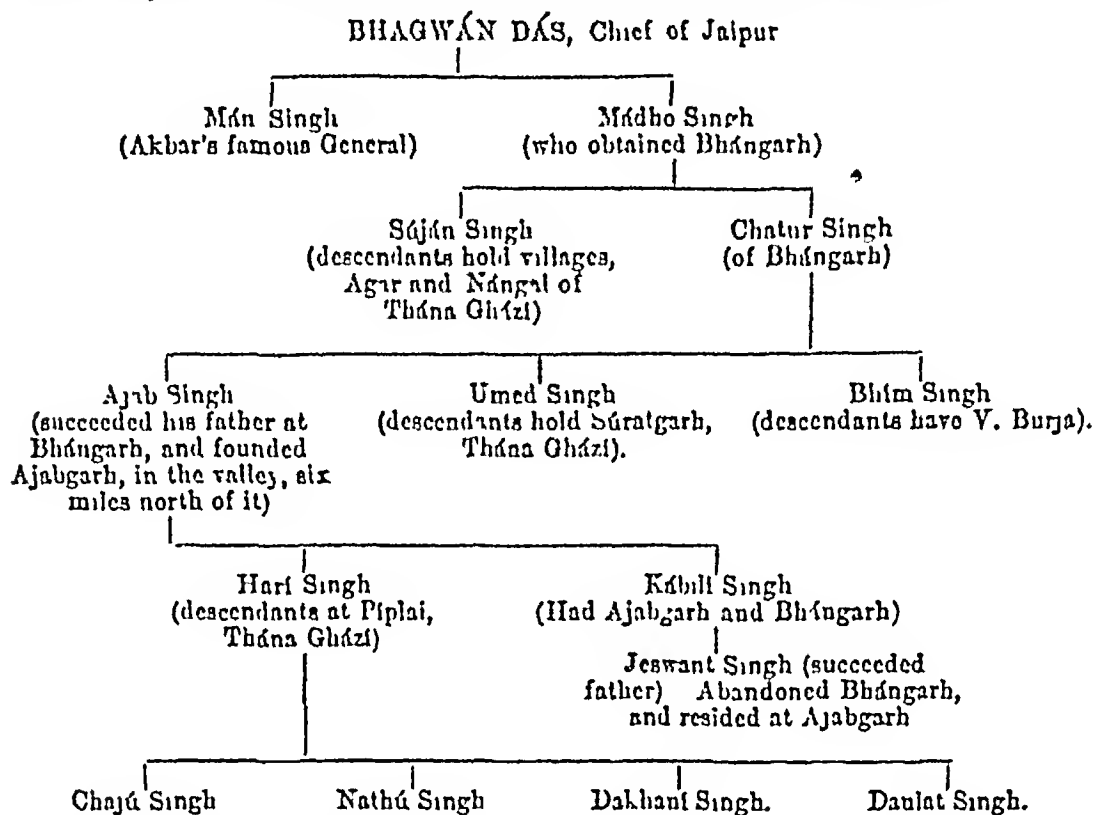 BHAGWÁN DÁS, Chief of Jaipur
Mán Singh
(Akbar's famous General)
Mádho Singh
(who obtained Bhángarh)
Súján Singh
(descendants hold villages,
Agar and Nángal of
Thána Ghází)
Chatur Singh
(of Bhángarh)
Ajab Singh
(succeeded his father at
Bhángarh, and founded
Ajabgarh, in the valley, six
miles north of it)
Umed Singh
(descendants hold Súratgarh,
Thána Ghází).
Bhím Singh
(descendants have V. Burja).
Harí Singh
(descendants at Píplai,
Thána Ghází)
Kábilí Singh
(Had Ajabgarh and Bhángarh)
Jeswant Singh (succeeded
father) Abandoned Bhángarh,
and resided at Ajabgarh
Chajú Singh
Nathú Singh
Dakhaní Singh.
Daulat Singh.